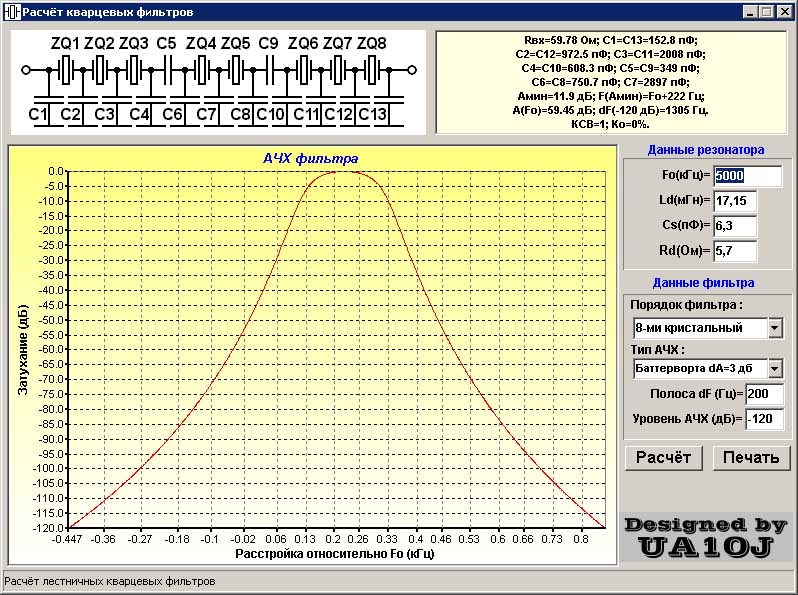 Расчёт кварцевых фильтров
ZQ1 ZQ2 ZQ3 C5 ZQ4 ZQ5 C9 ZQ6 ZQ7 ZQ8
C1 C2 C3 C4 C6 C7 C8 C10 C11 C12 C13
Rвх=59.78 Ом; C1=C13=152.8 пФ;
C2=C12=972.5 пФ; C3=C11=2008 пФ;
C4=C10=608.3 пФ; C5=C9=349 пФ;
C6=C8=750.7 пФ; C7=2897 пФ;
Aмин=11.9 дБ; F(Aмин)=Fo+222 Гц;
A(Fo)=59.45 дБ; dF(-120 дБ)=1305 Гц.
КСВ=1; Ko=0%.
АЧХ фильтра
Затухание (дБ)
0.0
-5.0
-10.0
-15.0
-20.0
-25.0
-30.0
-35.0
-40.0
-45.0
-50.0
-55.0
-60.0
-65.0
-70.0
-75.0
-80.0
-85.0
-90.0
-95.0
-100.0
-105.0
-110.0
-115.0
-120.0
-0.447 -0.36 -0.27 -0.18 -0.1 -0.02 0.06 0.13 0.2 0.26 0.33 0.4 0.46 0.53 0.6 0.66 0.73 0.8
Расстройка относительно Fo (кГц)
Данные резонатора
Fo(кГц)= 5000
Ld(мГн)= 17,15
Cs(пФ)= 6,3
Rd(Ом)= 5,7
Данные фильтра
Порядок фильтра :
8-ми кристальный
Тип АЧХ :
Баттерворта dA=3 дб
Полоса dF (Гц)= 200
Уровень АЧХ (дБ)= -120
Расчёт Печать
Designed by
UA1OJ
Расчёт лестничных кварцевых фильтров